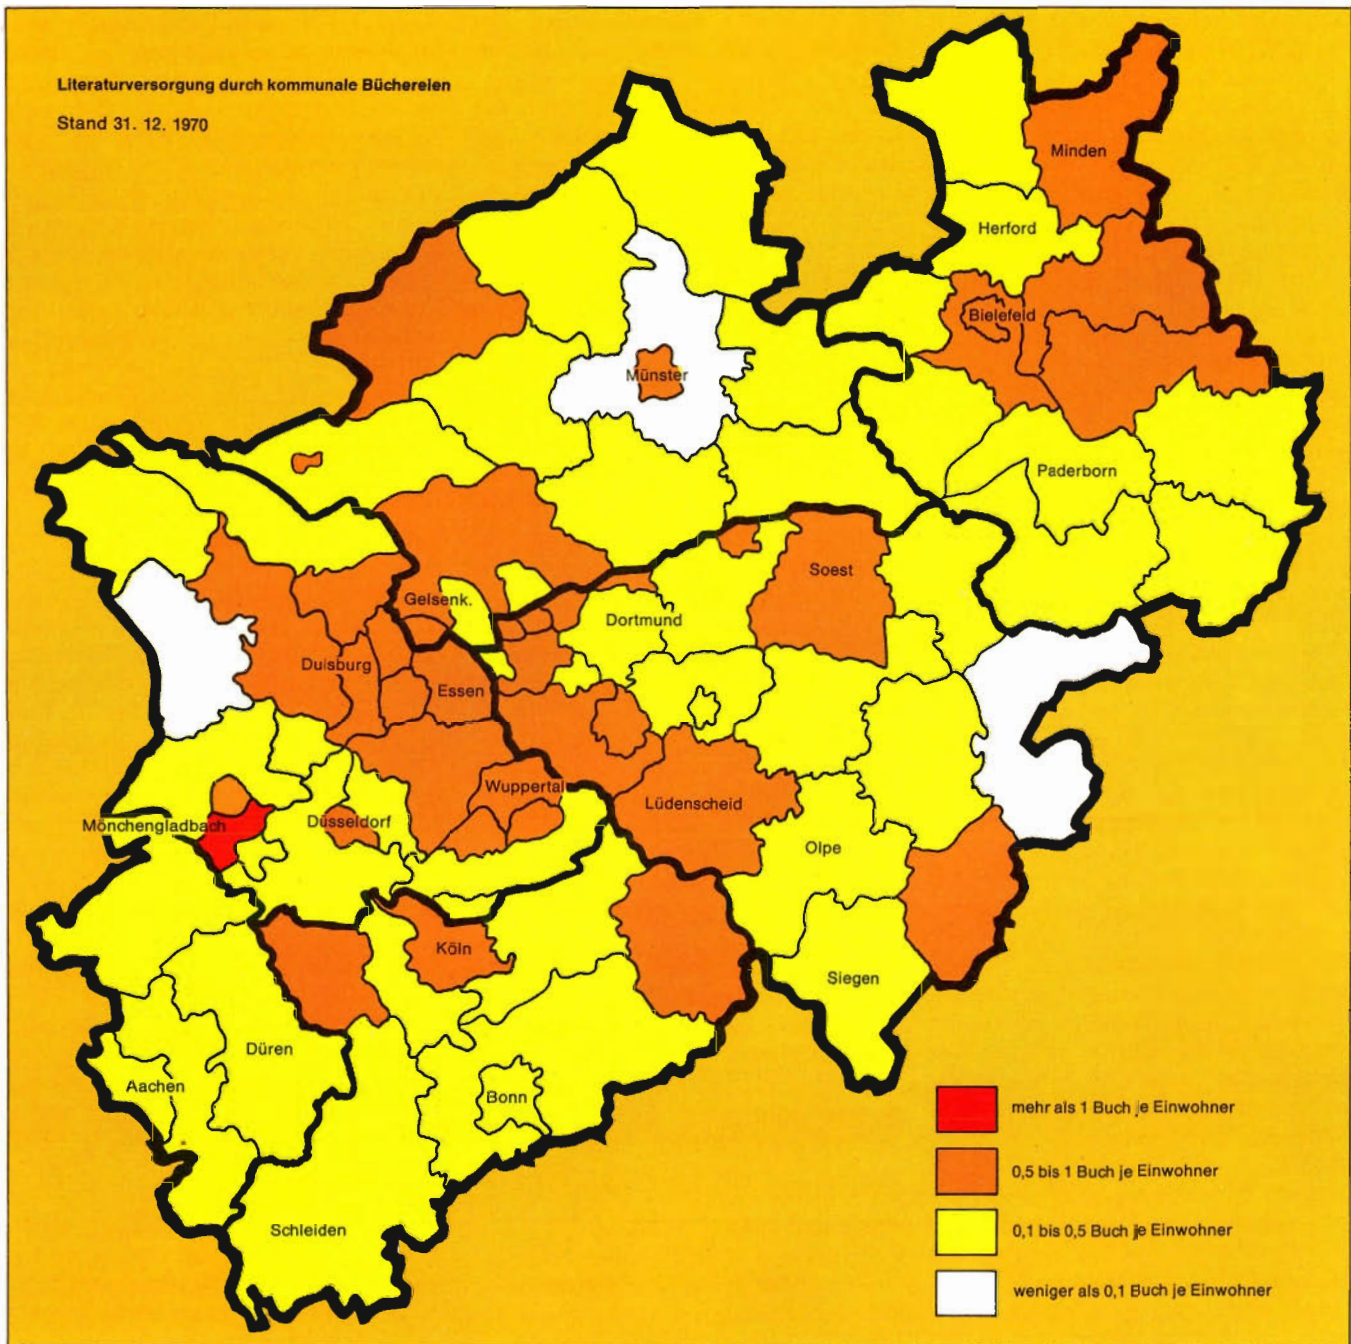 Literaturversorgung durch kommunale Büchereien
Stand 31. 12. 1970
Minden
Herford
Bielefeld
Münster
Paderborn
Soest
Gelsenk.
Dortmund
Duisburg
Essen
Wuppertal
Lüdenscheid
Mönchengladbach
Düsseldorf
Olpe
Köln
Siegen
Düren
Aachen
Bonn
Schleiden
mehr als 1 Buch je Einwohner
0,5 bis 1 Buch je Einwohner
0,1 bis 0,5 Buch je Einwohner
weniger als 0,1 Buch je Einwohner